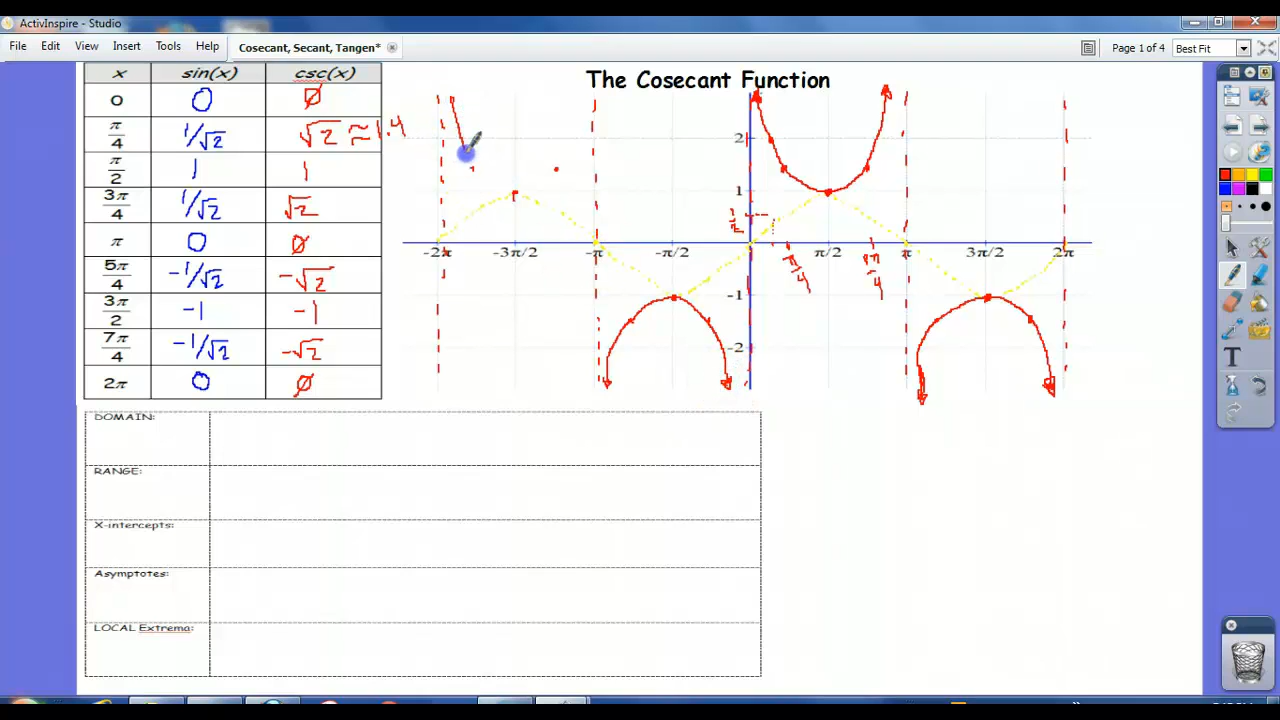 ActivInspire - Studio
File Edit View Insert Tools Help Cosecant, Secant, Tangen* Page 1 of 4 Best Fit
The Cosecant Function
x sin(x) csc(x)
0 0 ∅
π/4 1/√2 √2 ≈1.4
π/2 1 1
3π/4 1/√2 √2
π 0 ∅
5π/4 -1/√2 -√2
3π/2 -1 -1
7π/4 -1/√2 -√2
2π 0 ∅
2
1
-2π -3π/2 -π -π/2 π/2 π 3π/2 2π
π/4 3π/4
-1
-2
DOMAIN:
RANGE:
X-intercepts:
Asymptotes:
LOCAL Extrema: